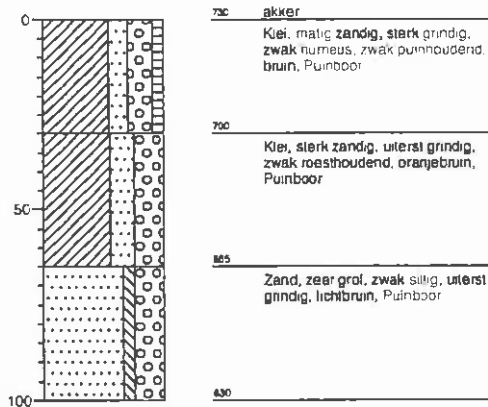 0
50
100
730 akker
Klei, matig zandig, sterk grindig,
zwak humeus, zwak puinhoudend,
bruin, Puinboor
700
Klei, sterk zandig, uiterst grindig,
zwak roesthoudend, oranjebruin,
Puinboor
665
Zand, zeer grof, zwak siltig, uiterst
grindig, lichtbruin, Puinboor
630